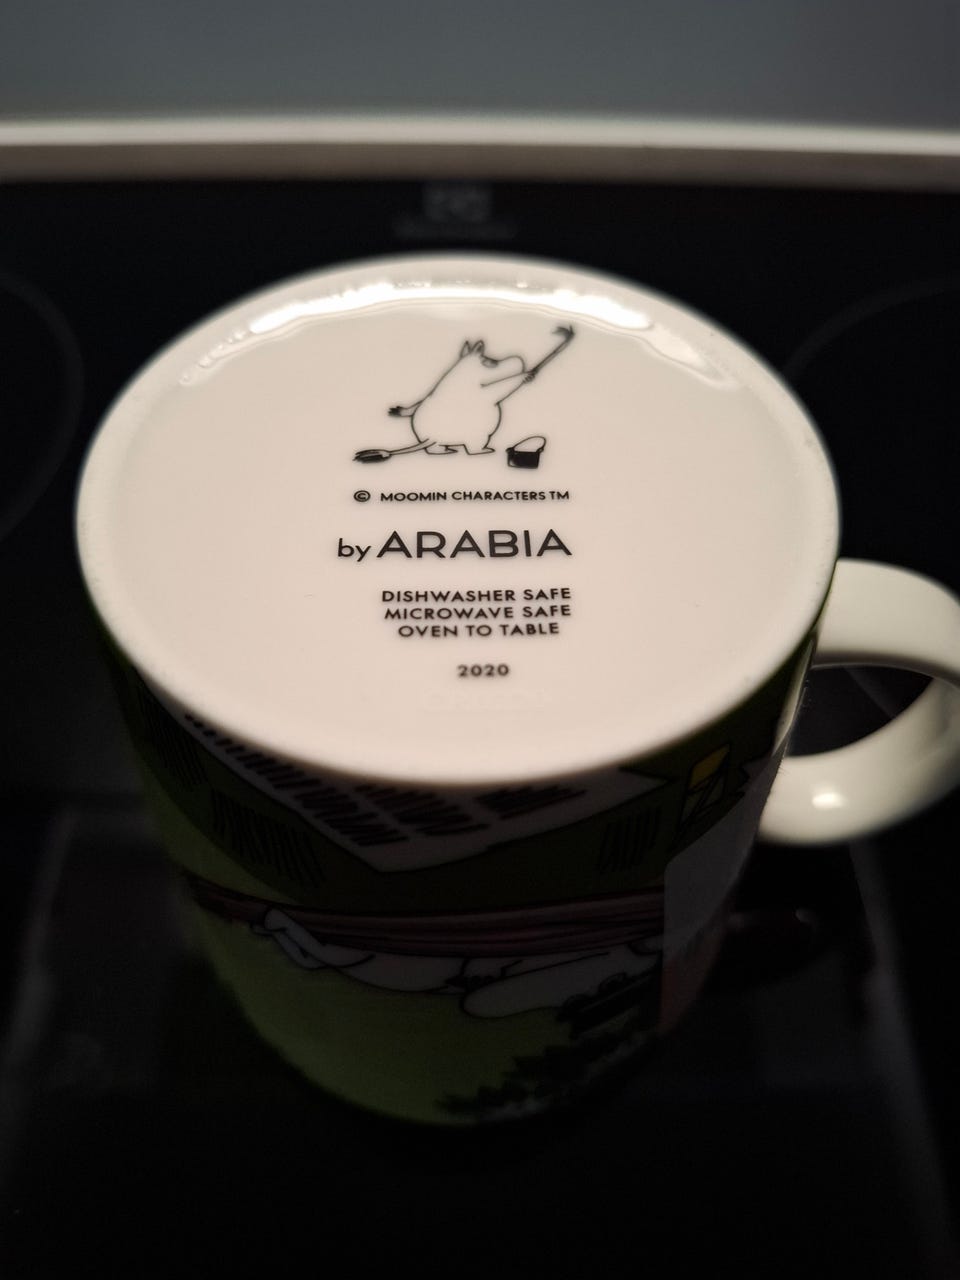 © MOOMIN CHARACTERS TM
by ARABIA
DISHWASHER SAFE
MICROWAVE SAFE
OVEN TO TABLE
2020